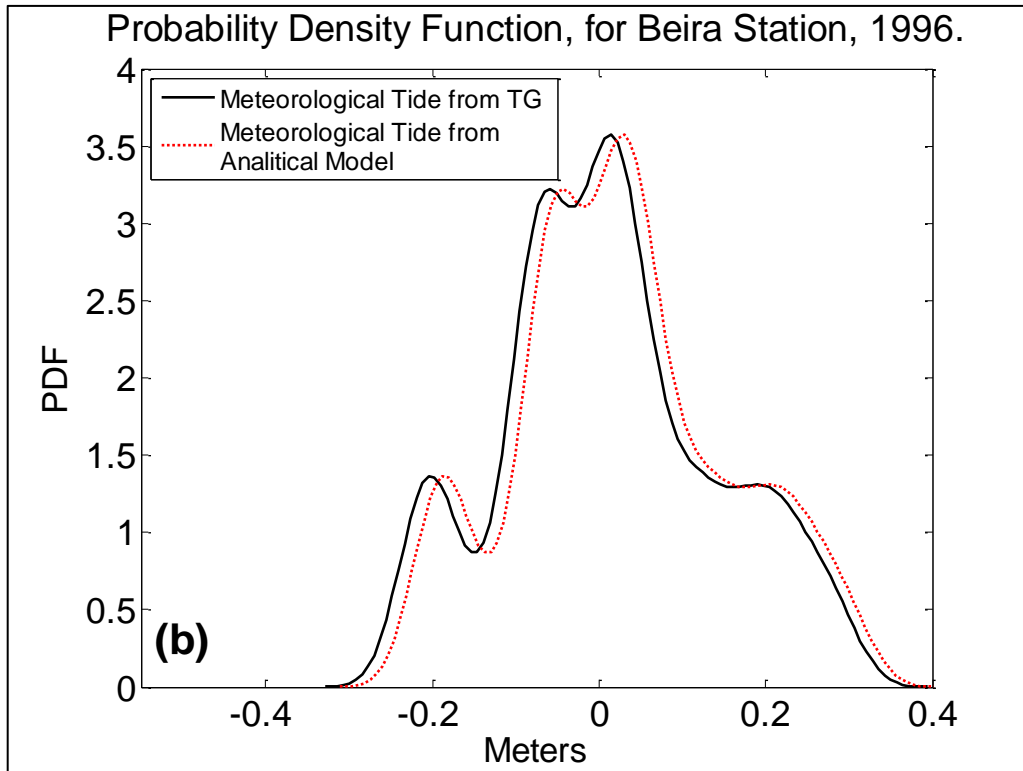 Probability Density Function, for Beira Station, 1996.
4
3.5
3
2.5
2
1.5
1
0.5
0
PDF
Meteorological Tide from TG
Meteorological Tide from
Analitical Model
(b)
-0.4
-0.2
0
0.2
0.4
Meters